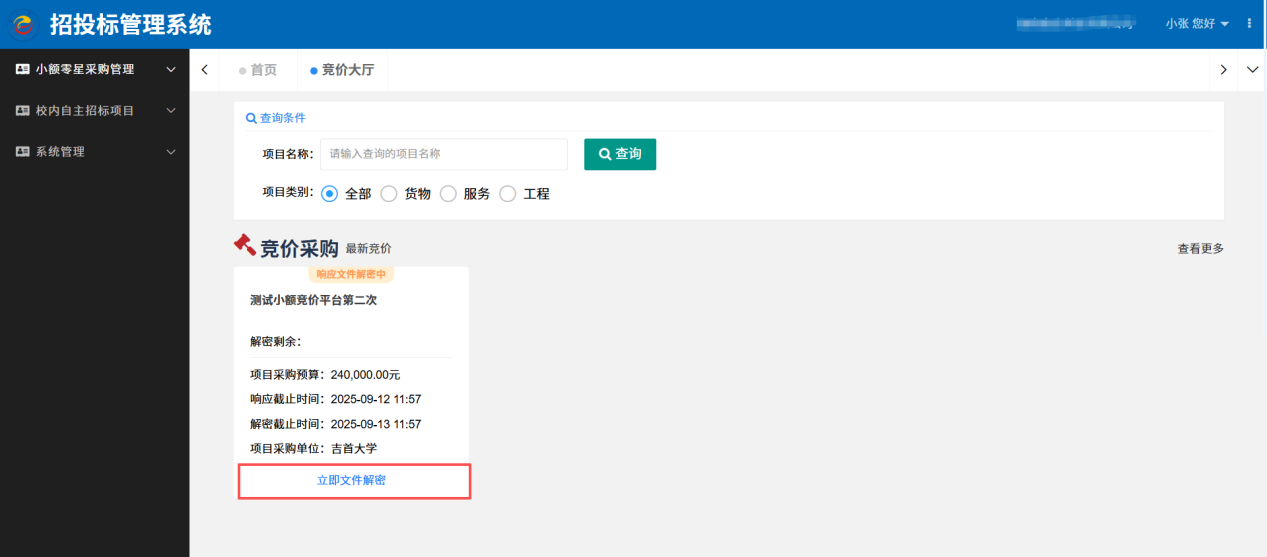 招投标管理系统
小张 您好
小额零星采购管理
校内自主招标项目
系统管理
首页
竞价大厅
查询条件
项目名称：
请输入查询的项目名称
查询
项目类别：
全部
货物
服务
工程
竞价采购 最新竞价
查看更多
响应文件解密中
测试小额竞价平台第二次
解密剩余：
项目采购预算：240,000.00元
响应截止时间：2025-09-12 11:57
解密截止时间：2025-09-13 11:57
项目采购单位：吉首大学
立即文件解密